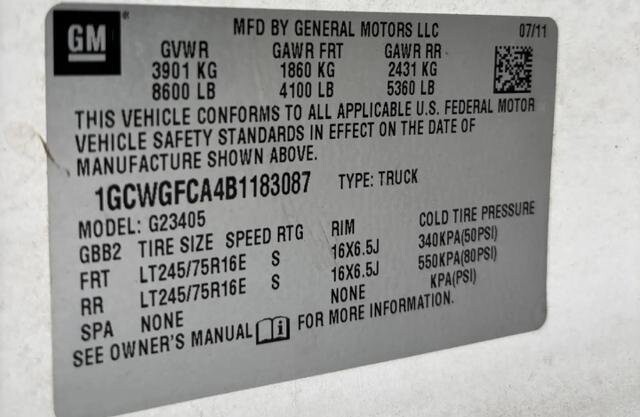 GM
MFD BY GENERAL MOTORS LLC 07/11
GVWR GAWR FRT GAWR RR
3901 KG 1860 KG 2431 KG
8600 LB 4100 LB 5360 LB
THIS VEHICLE CONFORMS TO ALL APPLICABLE U.S. FEDERAL MOTOR
VEHICLE SAFETY STANDARDS IN EFFECT ON THE DATE OF
MANUFACTURE SHOWN ABOVE.
1GCWGFCA4B1183087 TYPE: TRUCK
MODEL: G23405
GBB2 TIRE SIZE SPEED RTG RIM COLD TIRE PRESSURE
FRT LT245/75R16E S 16X6.5J 340KPA(50PSI)
RR LT245/75R16E S 16X6.5J 550KPA(80PSI)
SPA NONE NONE KPA(PSI)
SEE OWNER'S MANUAL FOR MORE INFORMATION.